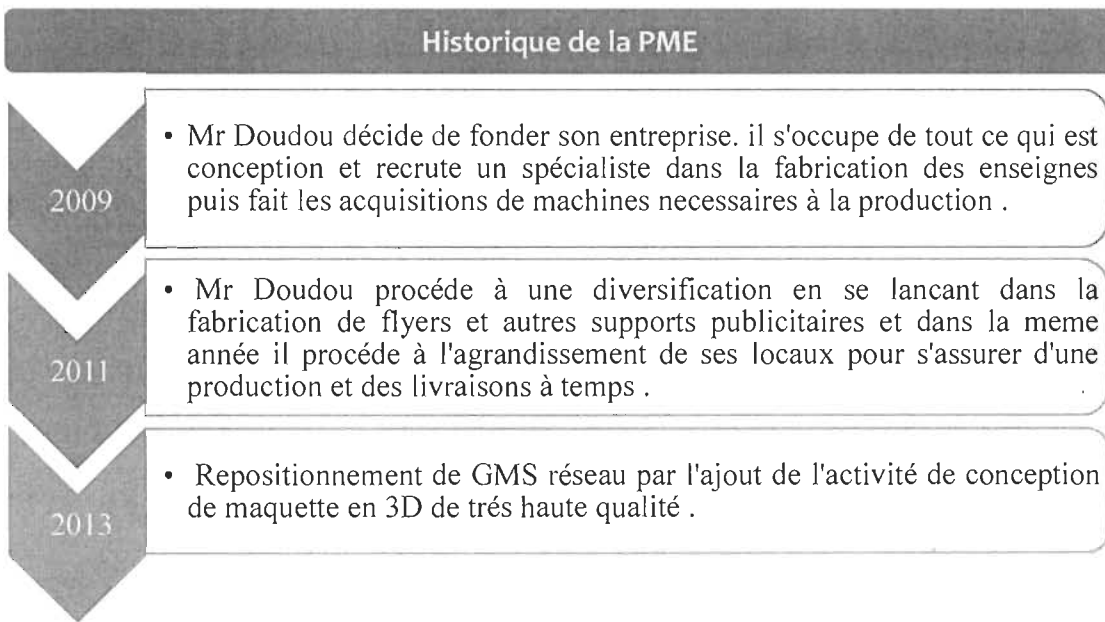 Historique de la PME
2009
• Mr Doudou décide de fonder son entreprise. il s'occupe de tout ce qui est
conception et recrute un spécialiste dans la fabrication des enseignes
puis fait les acquisitions de machines necessaires à la production .
2011
• Mr Doudou procéde à une diversification en se lancant dans la
fabrication de flyers et autres supports publicitaires et dans la meme
année il procéde à l'agrandissement de ses locaux pour s'assurer d'une
production et des livraisons à temps .
2013
• Repositionnement de GMS réseau par l'ajout de l'activité de conception
de maquette en 3D de trés haute qualité .